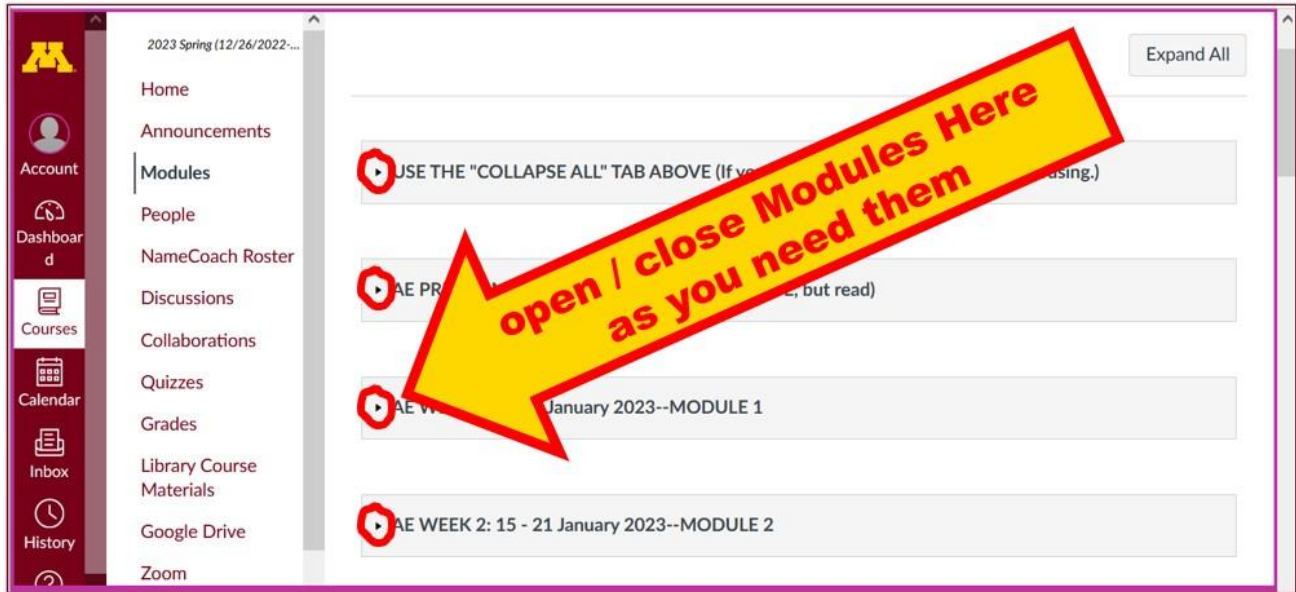 2023 Spring (12/26/2022-...
Home
Announcements
Modules
People
NameCoach Roster
Discussions
Collaborations
Quizzes
Grades
Library Course
Materials
Google Drive
Zoom
Account
Dashboar
d
Courses
Calendar
Inbox
History
Expand All
USE THE "COLLAPSE ALL" TAB ABOVE (If using.)
AE but read)
AE January 2023--MODULE 1
AE WEEK 2: 15 - 21 January 2023--MODULE 2
open / close Modules Here
as you need them